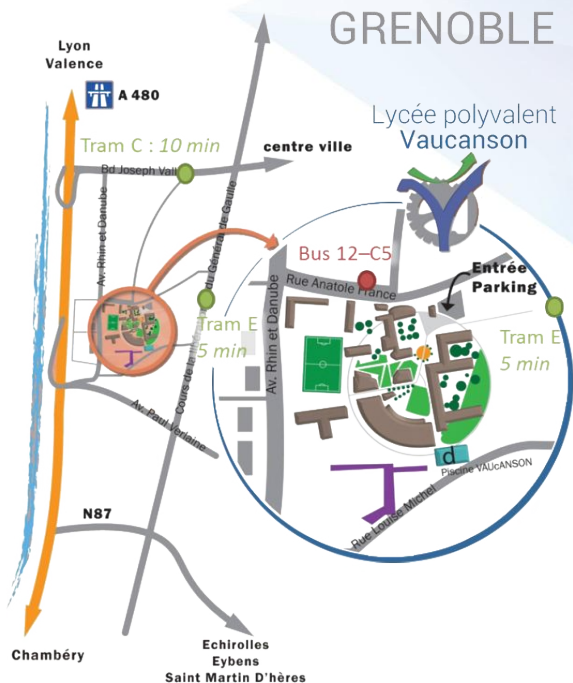 GRENOBLE
Lyon
Valence
A 480
Lycée polyvalent
Vaucanson
Tram C : 10 min
centre ville
Bd Joseph Vall
Av. Rhin et Danube
du Général de Gaulle
Bus 12–C5
Rue Anatole France
Entrée
Parking
Av. Rhin et Danube
Tram E
5 min
Tram E
5 min
Cours de la
Av. Paul Verlaine
d
Piscine VAUcANSON
Rue Louise Michel
N87
Chambéry
Echirolles
Eybens
Saint Martin D'hères